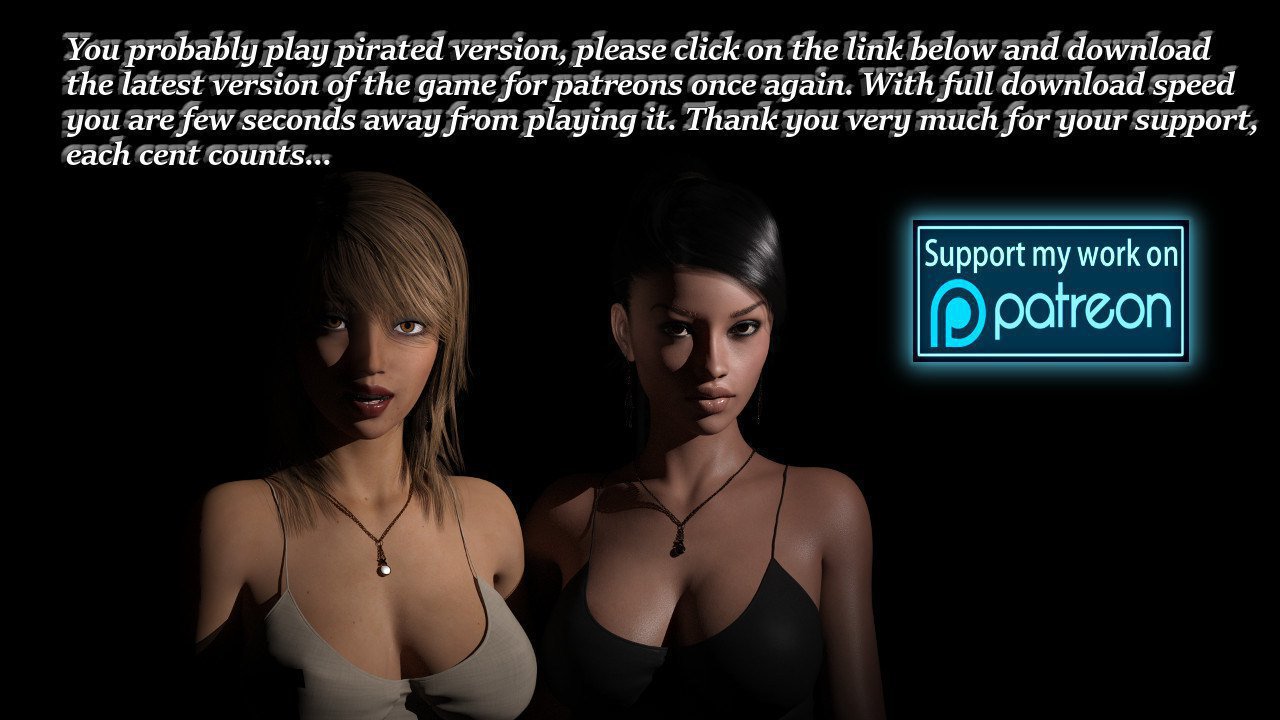 You probably play pirated version, please click on the link below and download
the latest version of the game for patreons once again. With full download speed
you are few seconds away from playing it. Thank you very much for your support,
each cent counts...
Support my work on
patreon